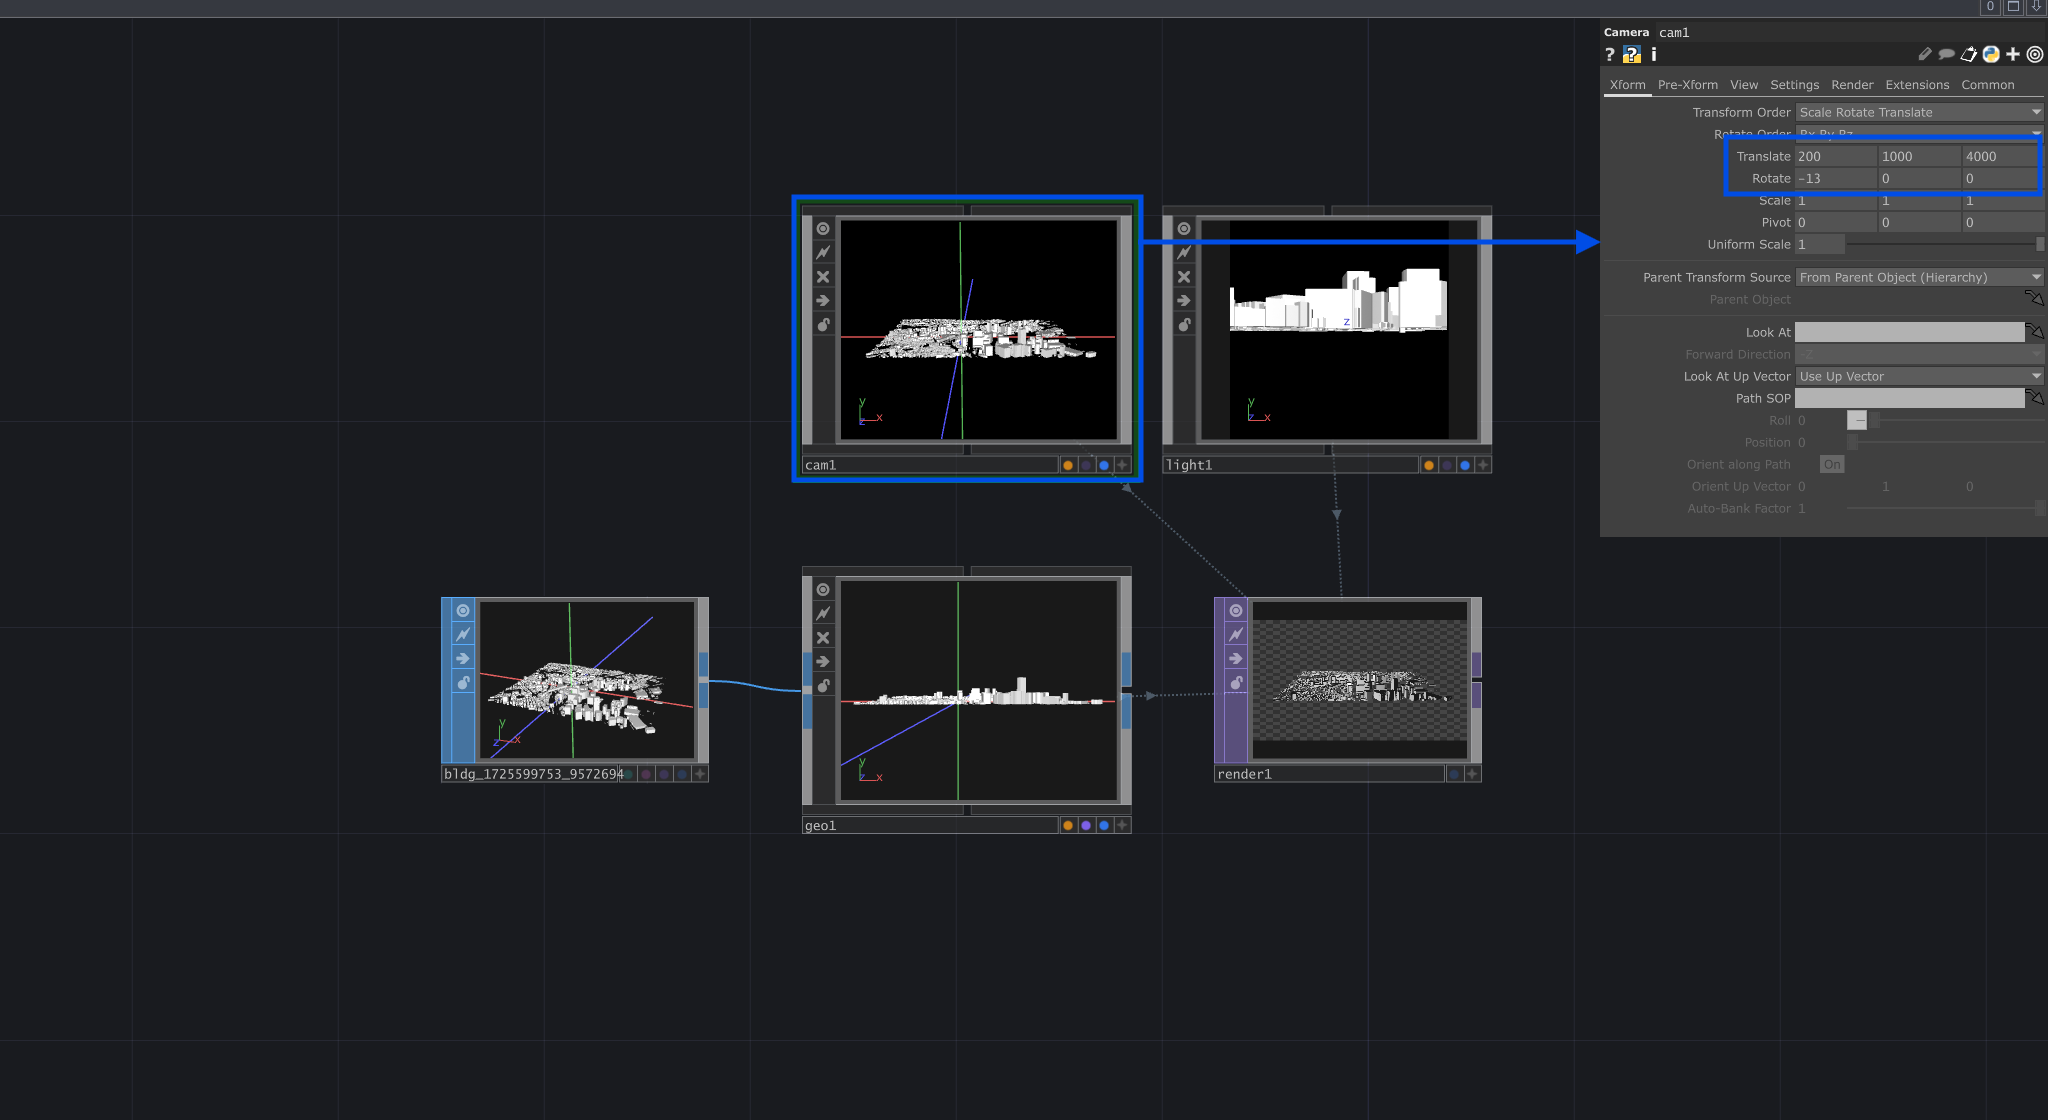 0
Camera cam1
? ? i
Xform Pre-Xform View Settings Render Extensions Common
Transform Order Scale Rotate Translate
Rotate Order Rx Ry Rz
Translate 200 1000 4000
Rotate -13 0 0
Scale 1 1 1
Pivot 0 0 0
Uniform Scale 1
Parent Transform Source From Parent Object (Hierarchy)
Parent Object
Look At
Forward Direction -Z
Look At Up Vector Use Up Vector
Path SOP
Roll 0
Position 0
Orient along Path On
Orient Up Vector 0 1 0
Auto-Bank Factor 1
y
z x
cam1
z
y
z x
light1
y
z x
bldg_1725599753_9572694
y
z x
geo1
render1